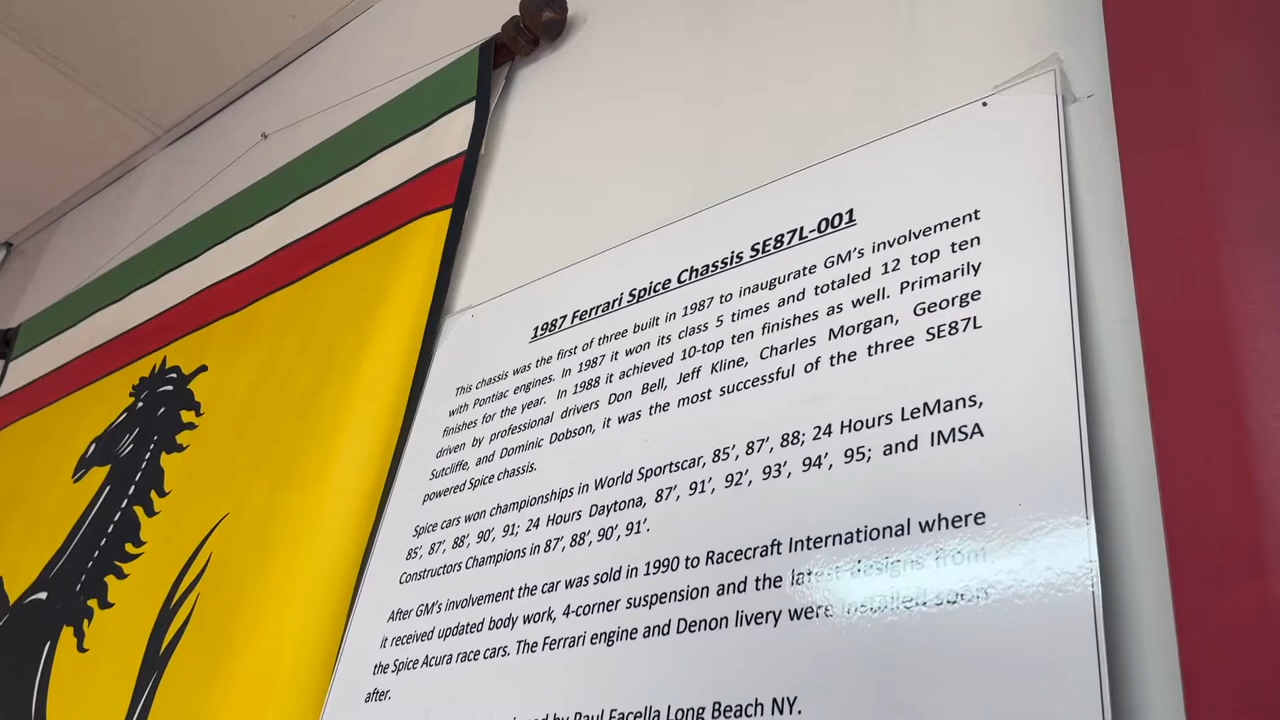 1987 Ferrari Spice Chassis SE87L-001
This chassis was the first of three built in 1987 to inaugurate GM's involvement
with Pontiac engines. In 1987 it won its class 5 times and totaled 12 top ten
finishes for the year. In 1988 it achieved 10-top ten finishes as well. Primarily
driven by professional drivers Don Bell, Jeff Kline, Charles Morgan, George
Sutcliffe, and Dominic Dobson, it was the most successful of the three SE87L
powered Spice chassis.
Spice cars won championships in World Sportscar, 85’, 87’, 88; 24 Hours LeMans,
85’, 87’, 88’, 90’, 91; 24 Hours Daytona, 87’, 91’, 92’, 93’, 94’, 95; and IMSA
Constructors Champions in 87’, 88’, 90’, 91’.
After GM's involvement the car was sold in 1990 to Racecraft International where
it received updated body work, 4-corner suspension and the latest designs from
the Spice Acura race cars. The Ferrari engine and Denon livery were installed soon
after.
by Paul Facella Long Beach NY.